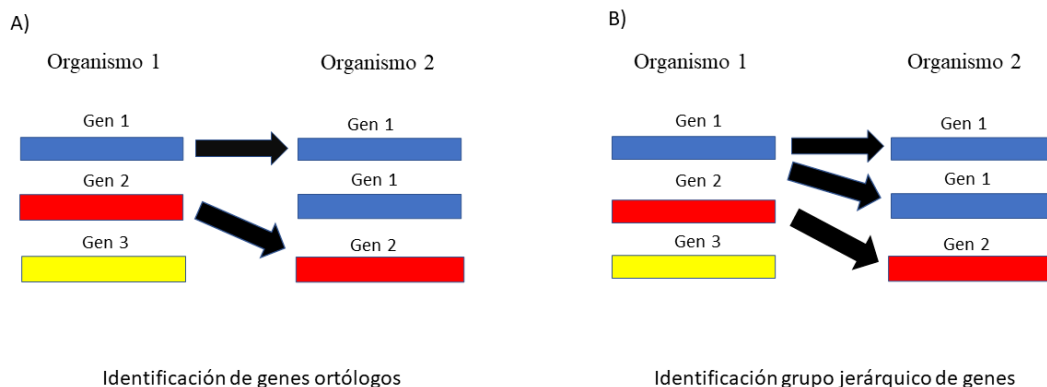 A)
Organismo 1
Organismo 2
Gen 1
Gen 1
Gen 2
Gen 1
Gen 3
Gen 2
Identificación de genes ortólogos
B)
Organismo 1
Organismo 2
Gen 1
Gen 1
Gen 2
Gen 1
Gen 3
Gen 2
Identificación grupo jerárquico de genes